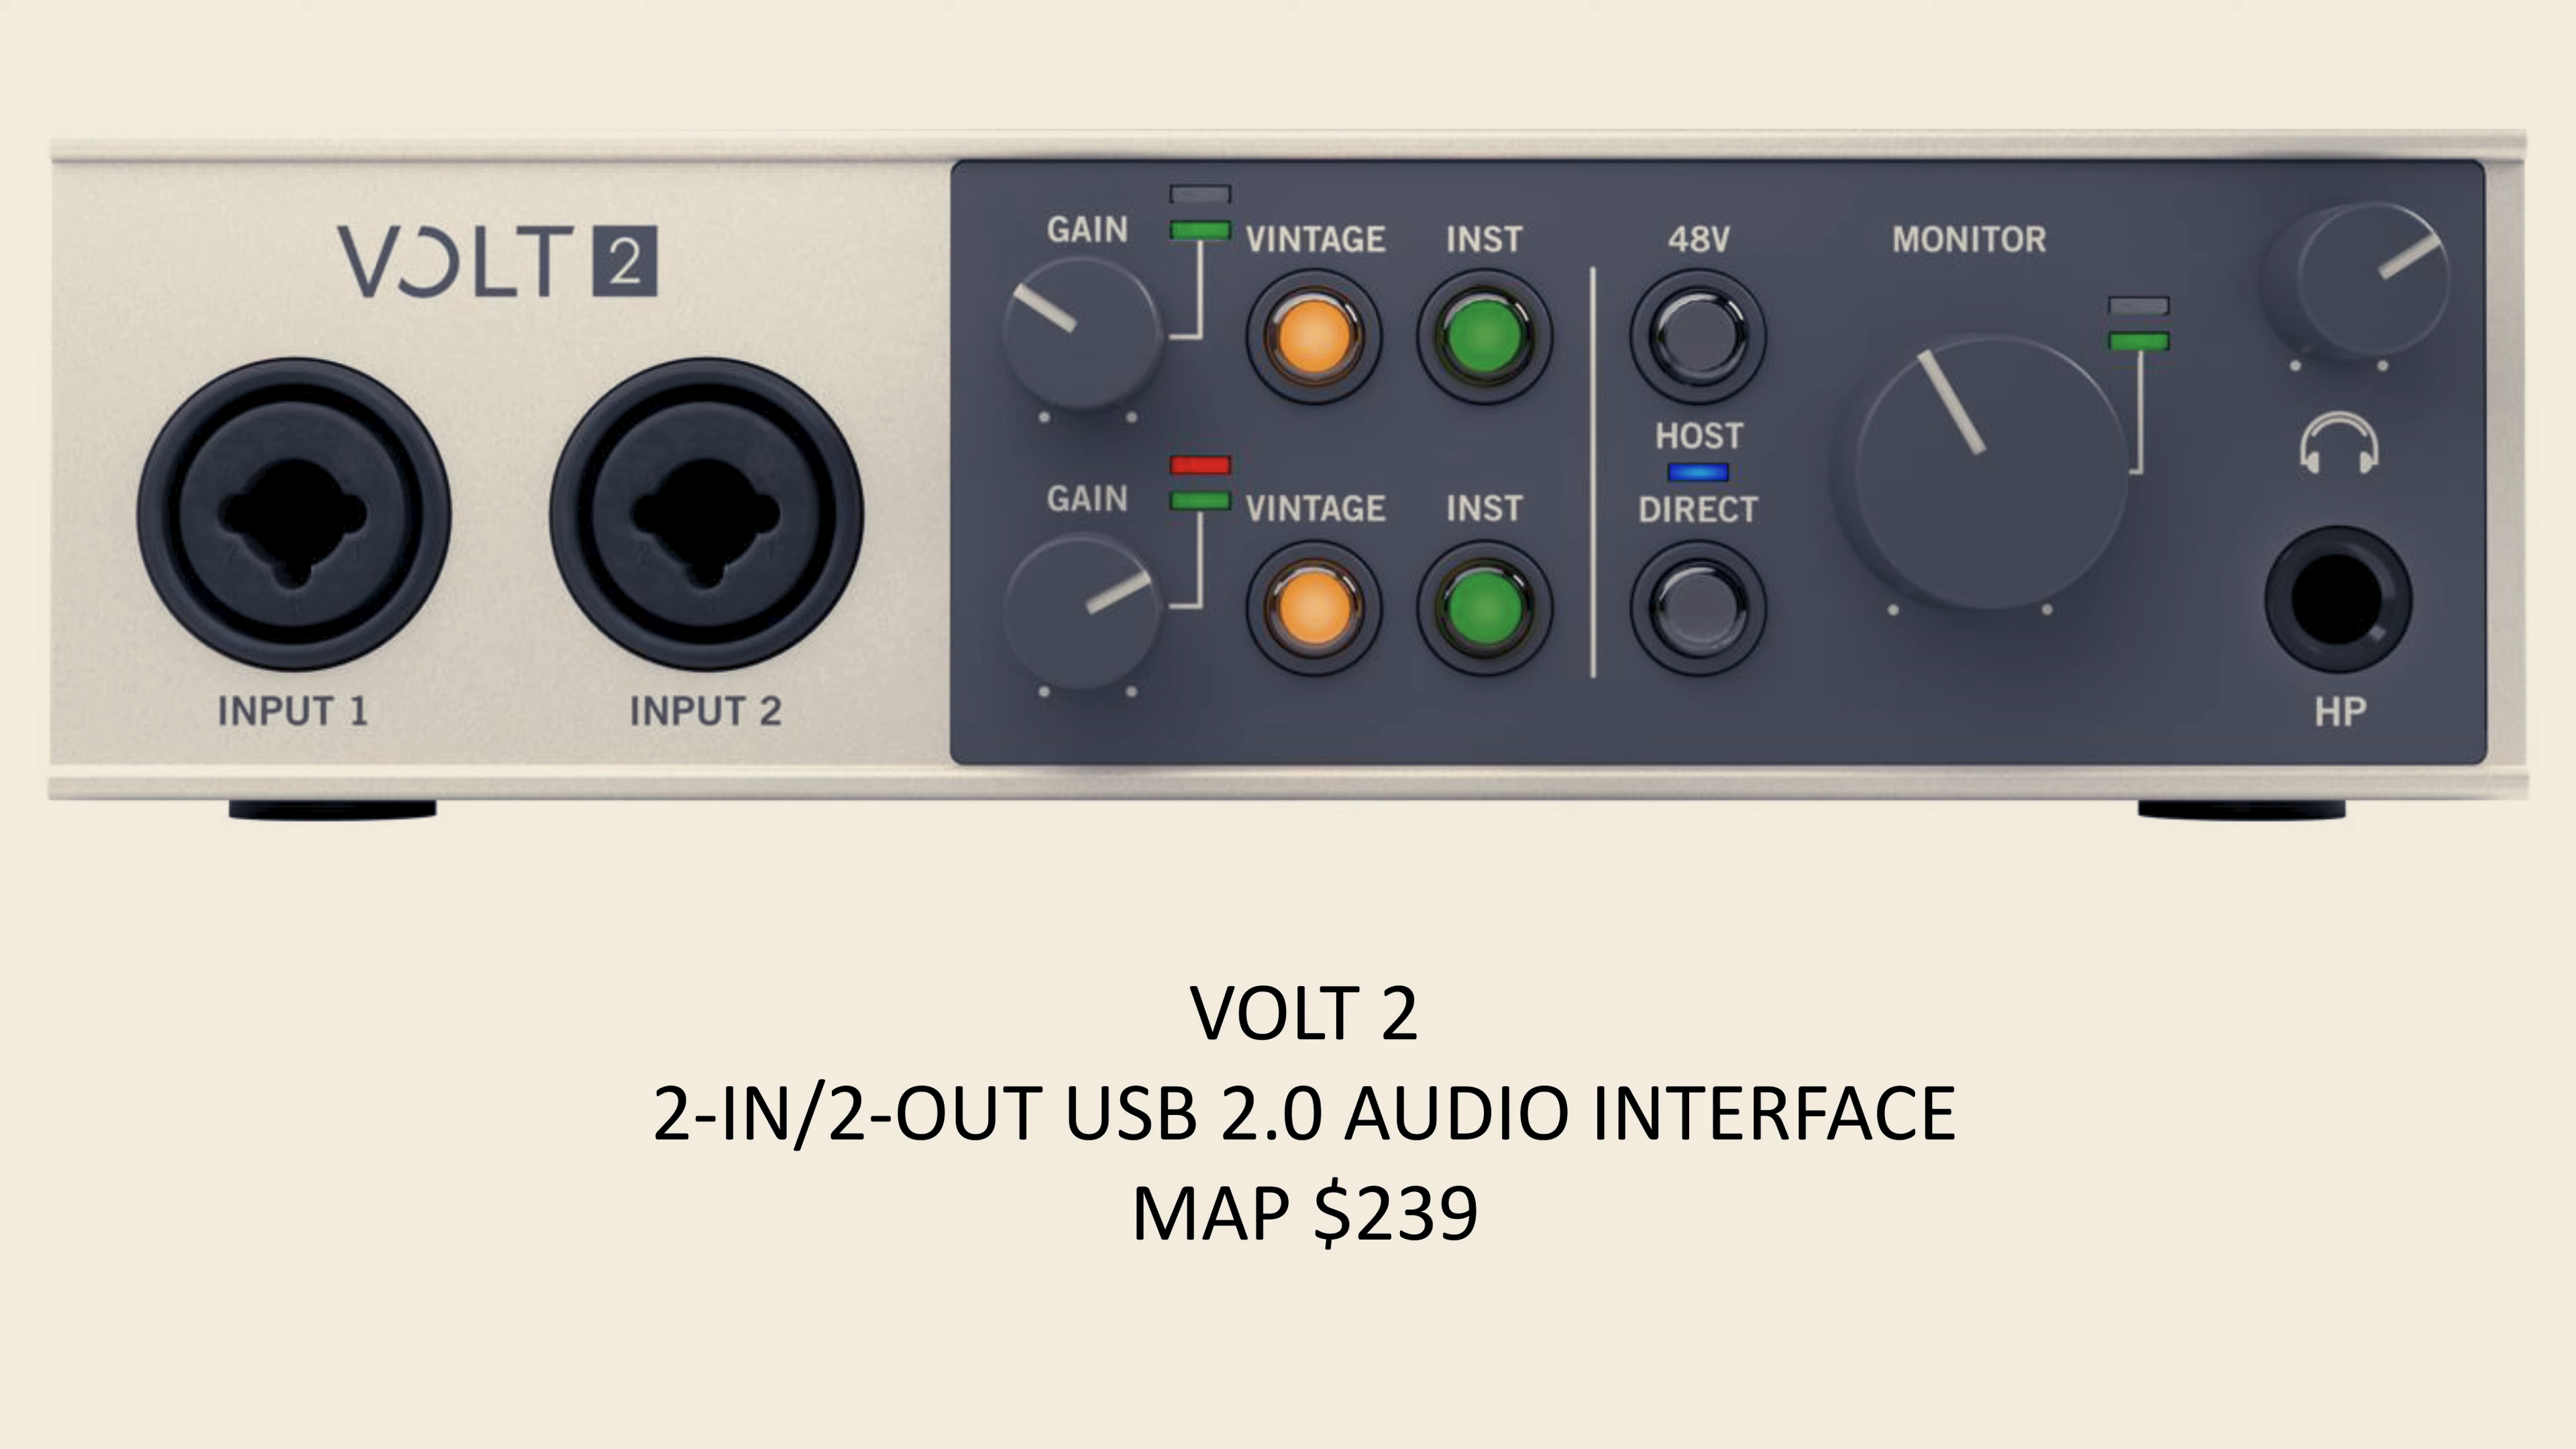 VOLT 2
INPUT 1
INPUT 2
GAIN
VINTAGE
INST
48V
MONITOR
HOST
DIRECT
GAIN
VINTAGE
INST
HP
VOLT 2
2-IN/2-OUT USB 2.0 AUDIO INTERFACE
MAP $239